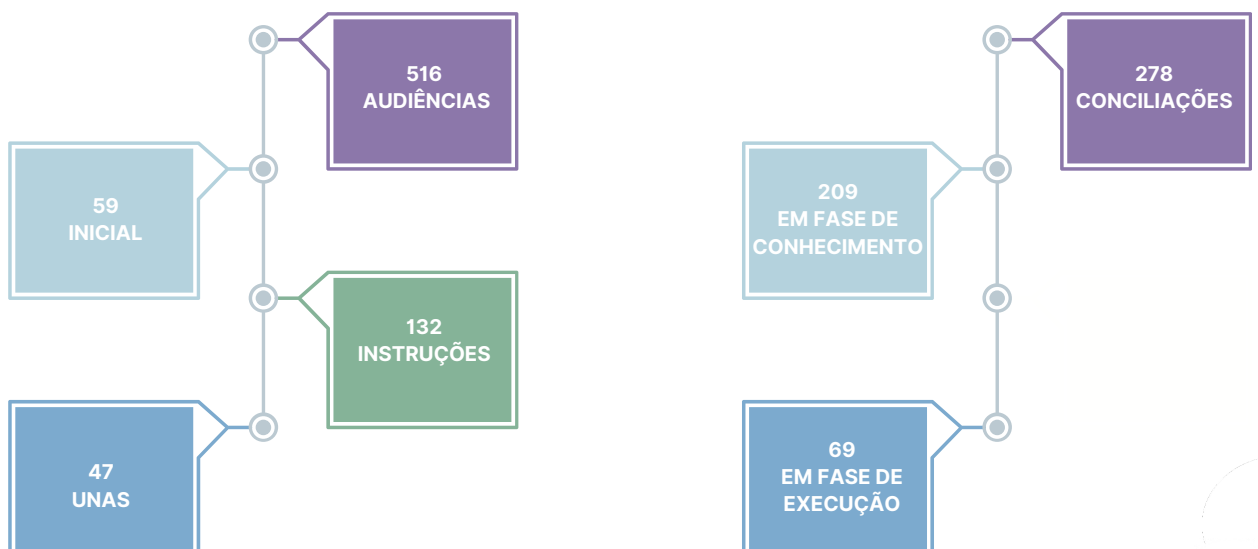 516
AUDIÊNCIAS
59
INICIAL
132
INSTRUÇÕES
47
UNAS
278
CONCILIAÇÕES
209
EM FASE DE
CONHECIMENTO
69
EM FASE DE
EXECUÇÃO